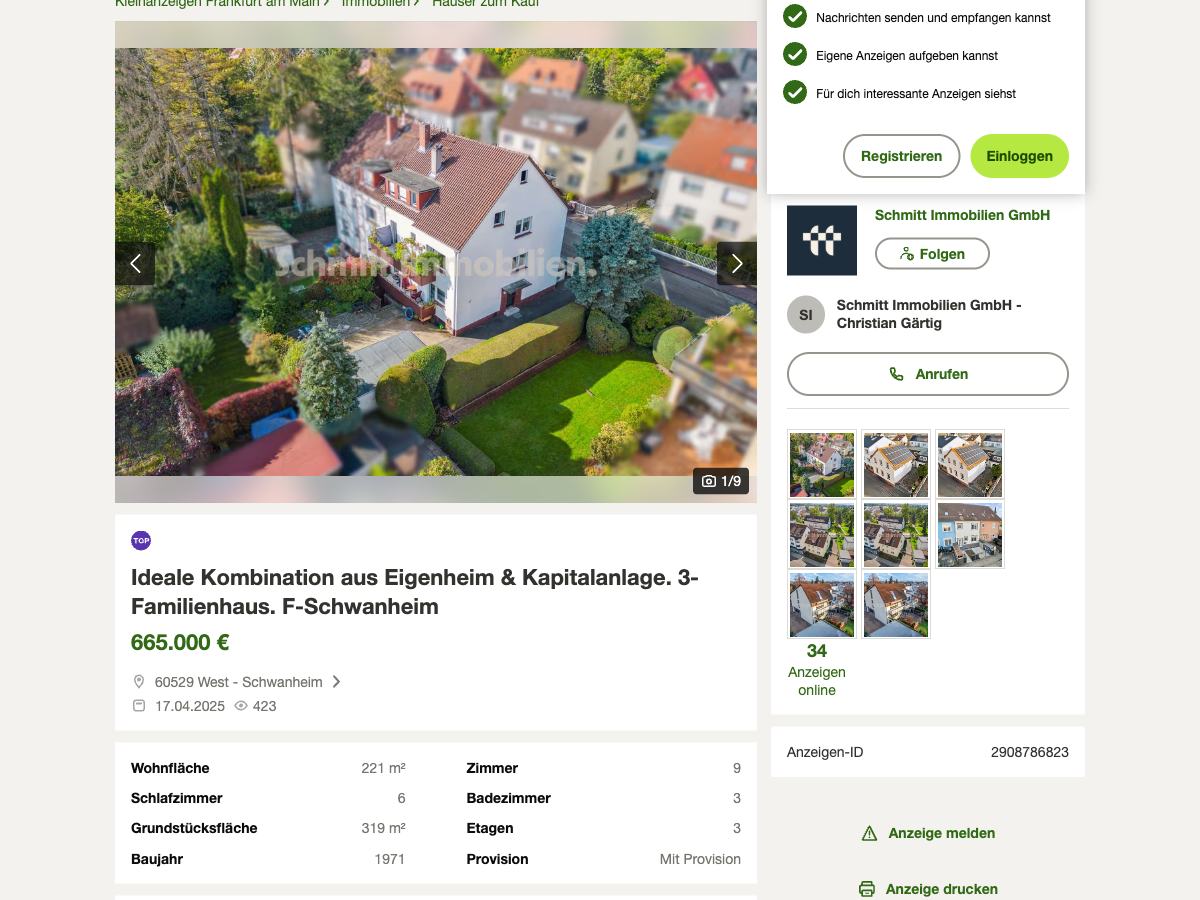 Kleinanzeigen Frankfurt am Main
Immobilien
Häuser zum Kauf
Schmitt Immobilien.
1/9
TOP
Ideale Kombination aus Eigenheim & Kapitalanlage. 3-
Familienhaus. F-Schwanheim
665.000 €
60529 West - Schwanheim
17.04.2025
423
Wohnfläche 221 m²
Zimmer 9
Schlafzimmer 6
Badezimmer 3
Grundstücksfläche 319 m²
Etagen 3
Baujahr 1971
Provision Mit Provision
Nachrichten senden und empfangen kannst
Eigene Anzeigen aufgeben kannst
Für dich interessante Anzeigen siehst
Registrieren
Einloggen
Schmitt Immobilien GmbH
Folgen
SI
Schmitt Immobilien GmbH -
Christian Gärtig
Anrufen
34
Anzeigen
online
Anzeigen-ID 2908786823
Anzeige melden
Anzeige drucken